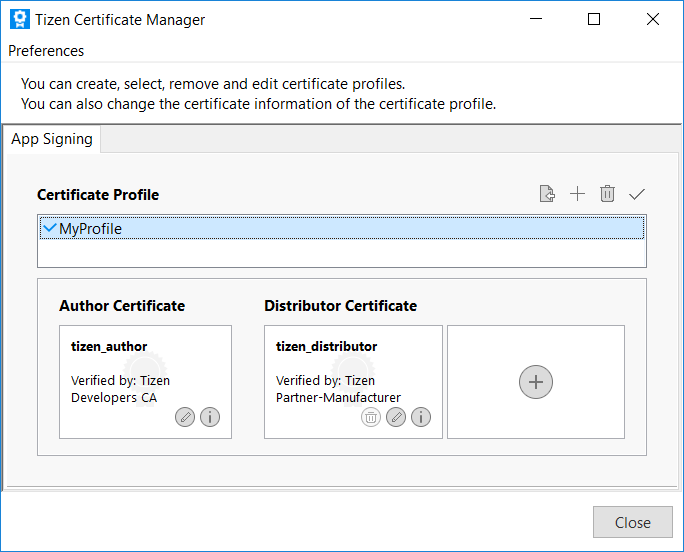 Tizen Certificate Manager
Preferences
You can create, select, remove and edit certificate profiles.
You can also change the certificate information of the certificate profile.
App Signing
Certificate Profile
MyProfile
Author Certificate
Distributor Certificate
tizen_author
Verified by: Tizen
Developers CA
tizen_distributor
Verified by: Tizen
Partner-Manufacturer
Close